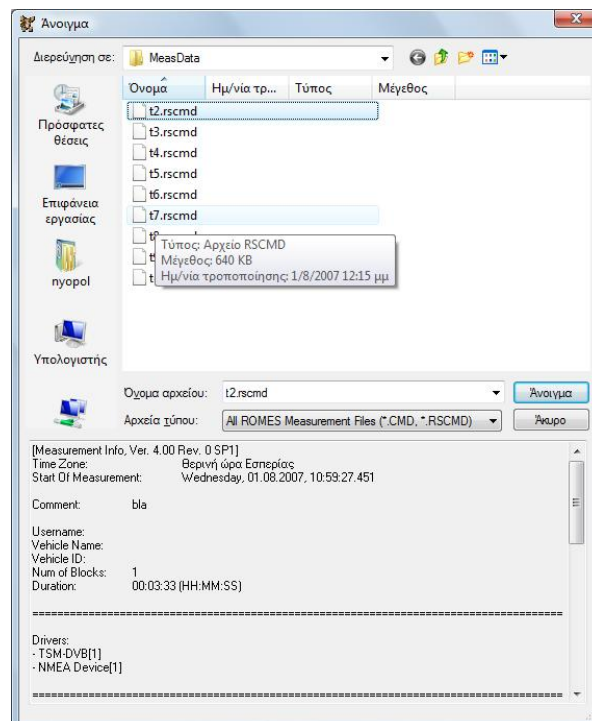 Άνοιγμα
Διερεύνηση σε:
MeasData
Όνομα
Ημ/νία τρ...
Τύπος
Μέγεθος
Πρόσφατες θέσεις
Επιφάνεια εργασίας
nyopol
Υπολογιστής
t2.rscmd
t3.rscmd
t4.rscmd
t5.rscmd
t6.rscmd
t7.rscmd
Τύπος: Αρχείο RSCMD
Μέγεθος: 640 KB
Ημ/νία τροποποίησης: 1/8/2007 12:15 μμ
Όνομα αρχείου:
t2.rscmd
Άνοιγμα
Αρχεία τύπου:
All ROMES Measurement Files (*.CMD, *.RSCMD)
Άκυρο
[Measurement Info, Ver. 4.00 Rev. 0 SP1]
Time Zone: Θερινή ώρα Εσπερίας
Start Of Measurement: Wednesday, 01.08.2007, 10:59:27.451
Comment: bla
Username:
Vehicle Name:
Vehicle ID:
Num of Blocks: 1
Duration: 00:03:33 (HH:MM:SS)
Drivers:
- TSM-DVB[1]
- NMEA Device[1]